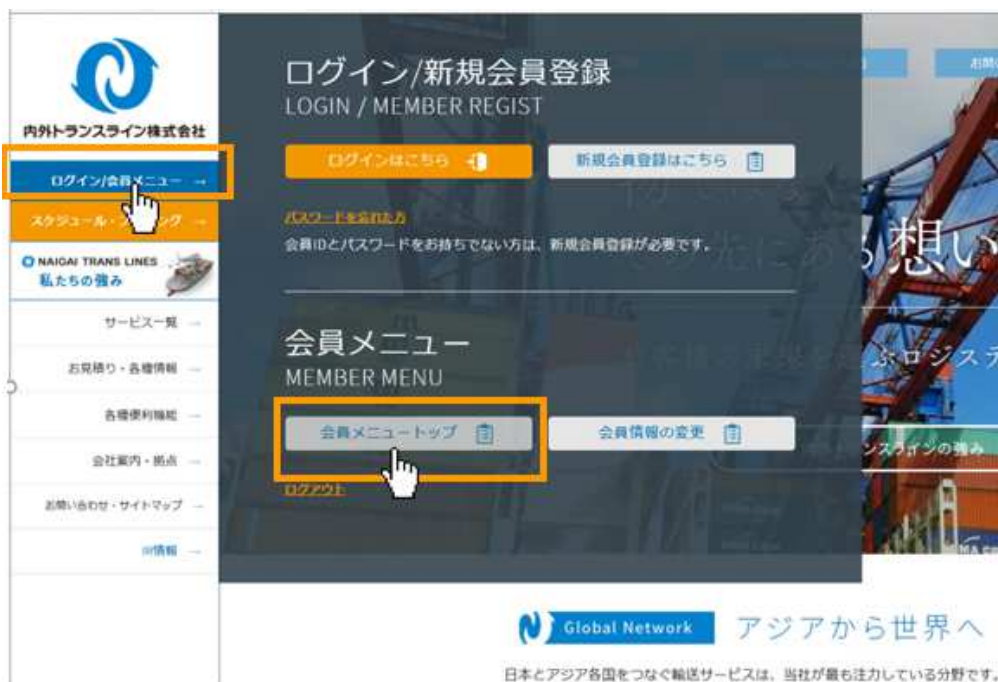 内外トランスライン株式会社
ログイン/会員メニュー →
スケジュール・
NAIGAI TRANS LINES
私たちの強み
サービス一覧 →
お見積り・各種情報 →
各種便利機能 →
会社案内・拠点 →
お問い合わせ・サイトマップ →
IR情報 →
ログイン/新規会員登録
LOGIN / MEMBER REGIST
ログインはこちら
新規会員登録はこちら
パスワードを忘れた方
会員IDとパスワードをお持ちでない方は、新規会員登録が必要です。
会員メニュー
MEMBER MENU
会員メニュートップ
会員情報の変更
ログアウト
想い
ぶロジステ
ンスラインの強み
Global Network
アジアから世界へ
日本とアジア各国をつなぐ輸送サービスは、当社が最も注力している分野です。